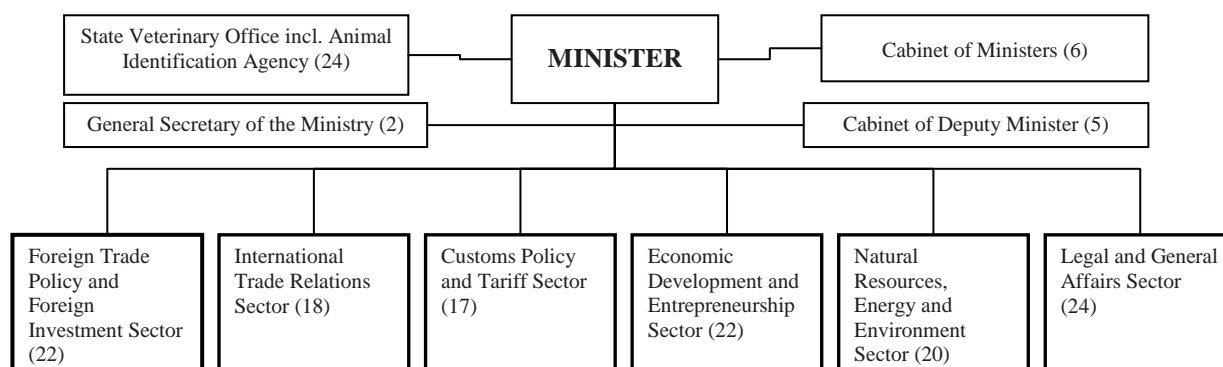 State Veterinary Office incl. Animal
Identification Agency (24)
MINISTER
Cabinet of Ministers (6)
General Secretary of the Ministry (2)
Cabinet of Deputy Minister (5)
Foreign Trade
Policy and
Foreign
Investment Sector
(22)
International
Trade Relations
Sector (18)
Customs Policy
and Tariff Sector
(17)
Economic
Development and
Entrepreneurship
Sector (22)
Natural
Resources,
Energy and
Environment
Sector (20)
Legal and General
Affairs Sector
(24)